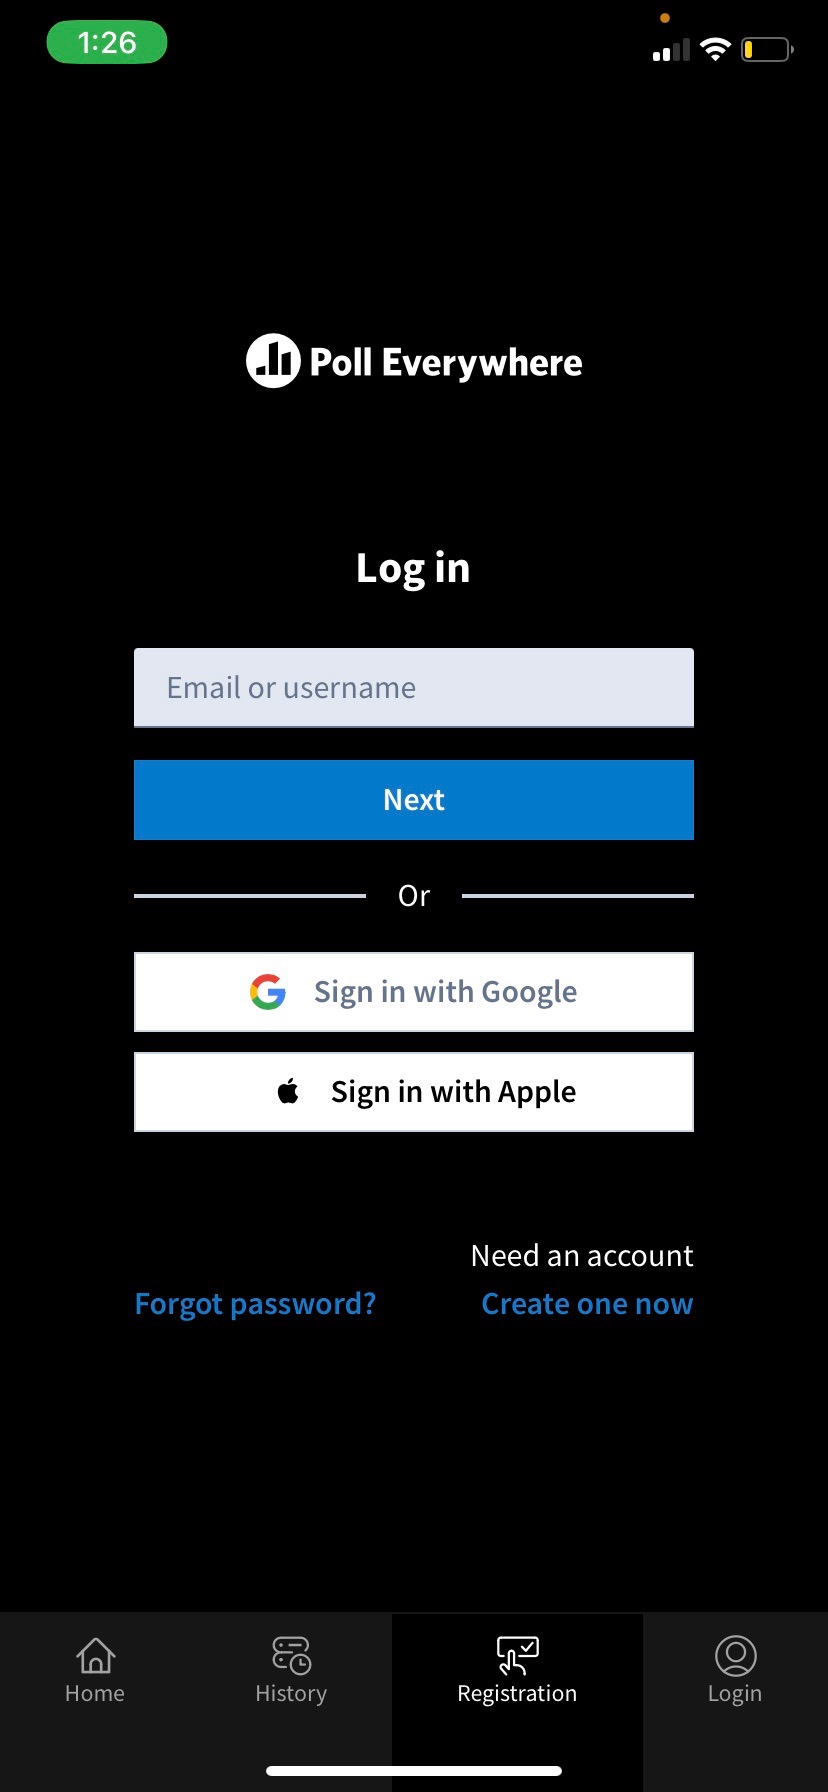 1:26
Poll Everywhere
Log in
Email or username
Next
Or
Sign in with Google
Sign in with Apple
Need an account
Forgot password? Create one now
Home History Registration Login